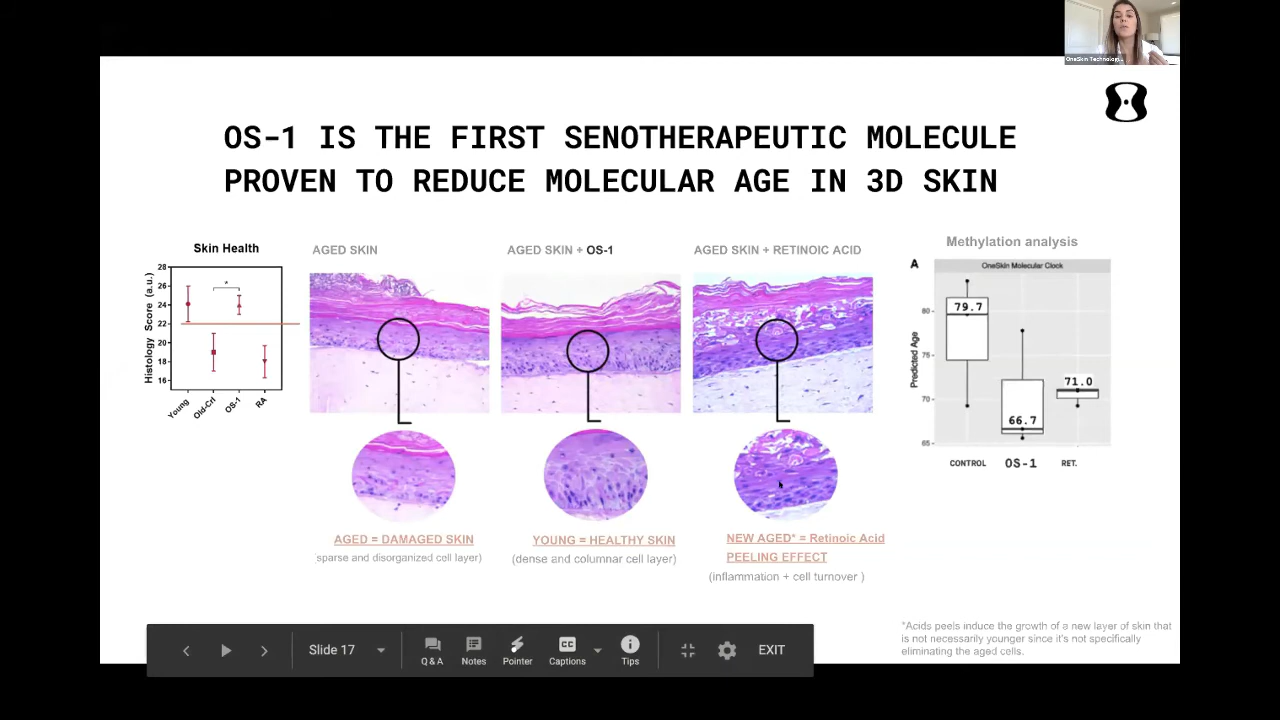 OneSkin Technologi...
OS-1 IS THE FIRST SENOTHERAPEUTIC MOLECULE
PROVEN TO REDUCE MOLECULAR AGE IN 3D SKIN
Skin Health
Histology Score (a.u.)
28
26
24
22
20
18
16
*
Young
Old-Crl
OS-1
RA
AGED SKIN
AGED SKIN + OS-1
AGED SKIN + RETINOIC ACID
AGED = DAMAGED SKIN
sparse and disorganized cell layer)
YOUNG = HEALTHY SKIN
(dense and columnar cell layer)
NEW AGED* = Retinoic Acid
PEELING EFFECT
(inflammation + cell turnover )
Methylation analysis
A
OneSkin Molecular Clock
Predicted Age
80
75
70
65
79.7
66.7
71.0
CONTROL
OS-1
RET.
*Acids peels induce the growth of a new layer of skin that
is not necessarily younger since it's not specifically
eliminating the aged cells.
Slide 17
Q & A
Notes
Pointer
Captions
Tips
EXIT